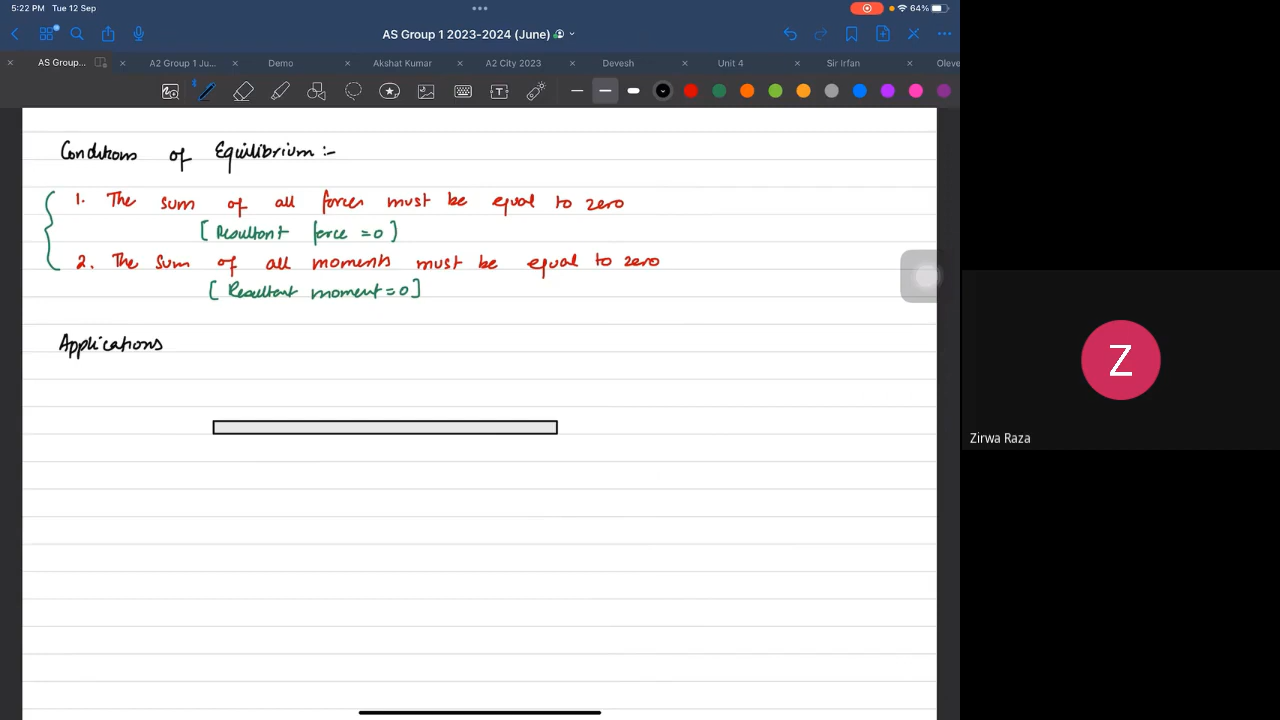 5:22 PM Tue 12 Sep
64%
AS Group 1 2023-2024 (June)
AS Group...
A2 Group 1 Ju...
Demo
Akshat Kumar
A2 City 2023
Devesh
Unit 4
Sir Irfan
Oleve
Conditions of Equilibrium :-
1. The sum of all forces must be equal to zero
[ Resultant force = 0 ]
2. The sum of all moments must be equal to zero
[ Resultant moment = 0 ]
Applications
Z
Zirwa Raza